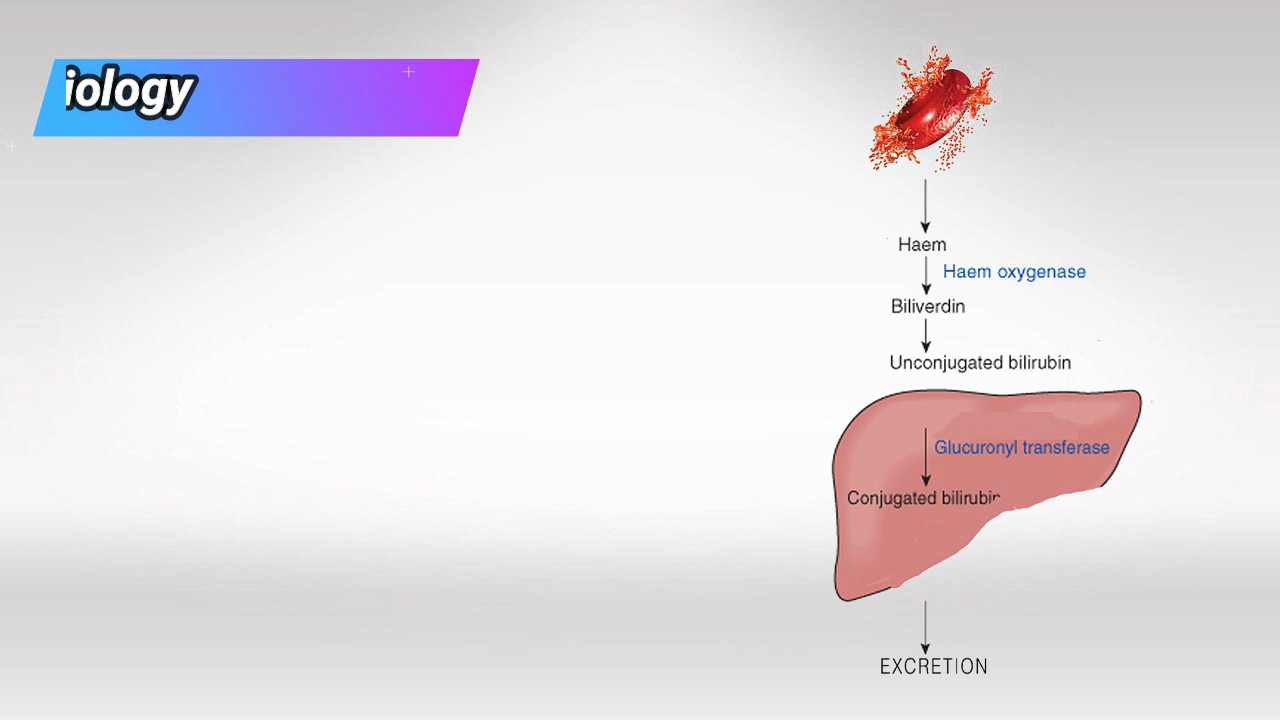 iology
Haem
Haem oxygenase
Biliverdin
Unconjugated bilirubin
Glucuronyl transferase
Conjugated bilirubin
EXCRETION